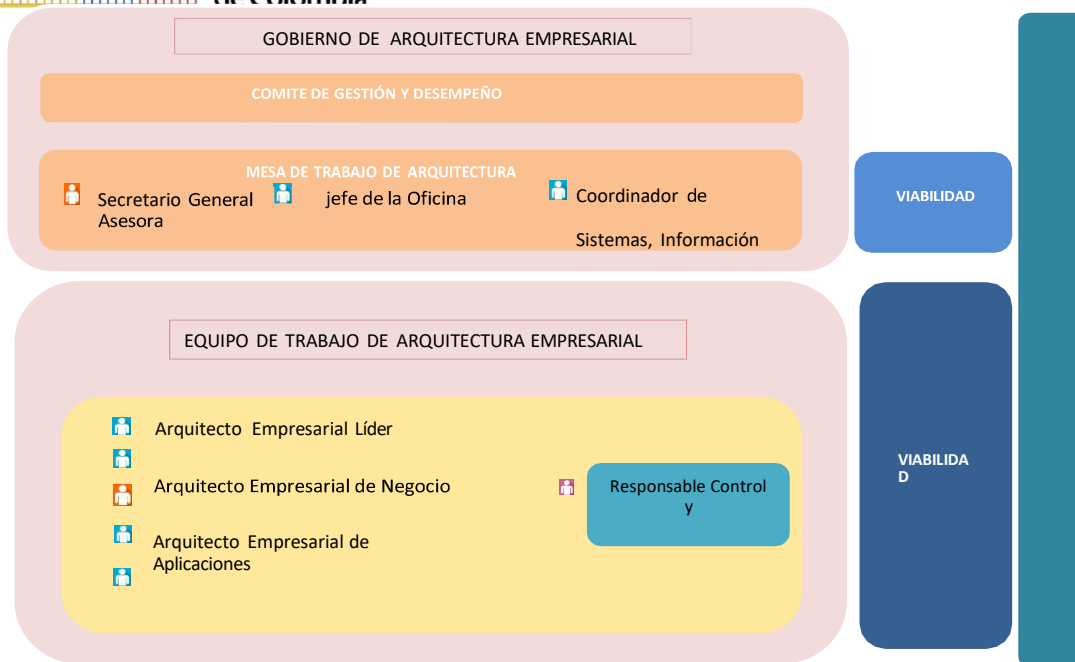 de Colombia
GOBIERNO DE ARQUITECTURA EMPRESARIAL
COMITE DE GESTIÓN Y DESEMPEÑO
MESA DE TRABAJO DE ARQUITECTURA
Secretario General
Asesora
jefe de la Oficina
Coordinador de
Sistemas, Información
VIABILIDAD
EQUIPO DE TRABAJO DE ARQUITECTURA EMPRESARIAL
Arquitecto Empresarial Líder
Arquitecto Empresarial de Negocio
Arquitecto Empresarial de
Aplicaciones
Responsable Control
y
VIABILIDA
D